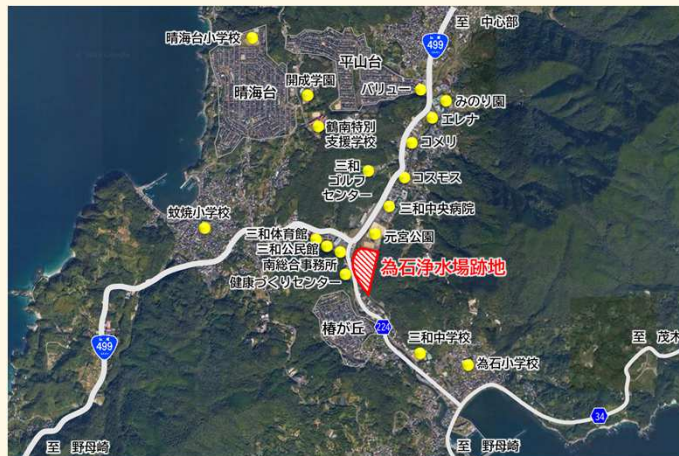 至 中心部
499
晴海台小学校
平山台
開成学園
晴海台
バリュー
みのり園
エレナ
鶴南特別
支援学校
コメリ
三和
ゴルフ
センター
コスモス
三和中央病院
蚊焼小学校
三和体育館
元宮公園
三和公民館
南総合事務所
為石浄水場跡地
健康づくりセンター
椿が丘
224
499
三和中学校
為石小学校
至 茂木
34
至 野母崎
至 野母崎